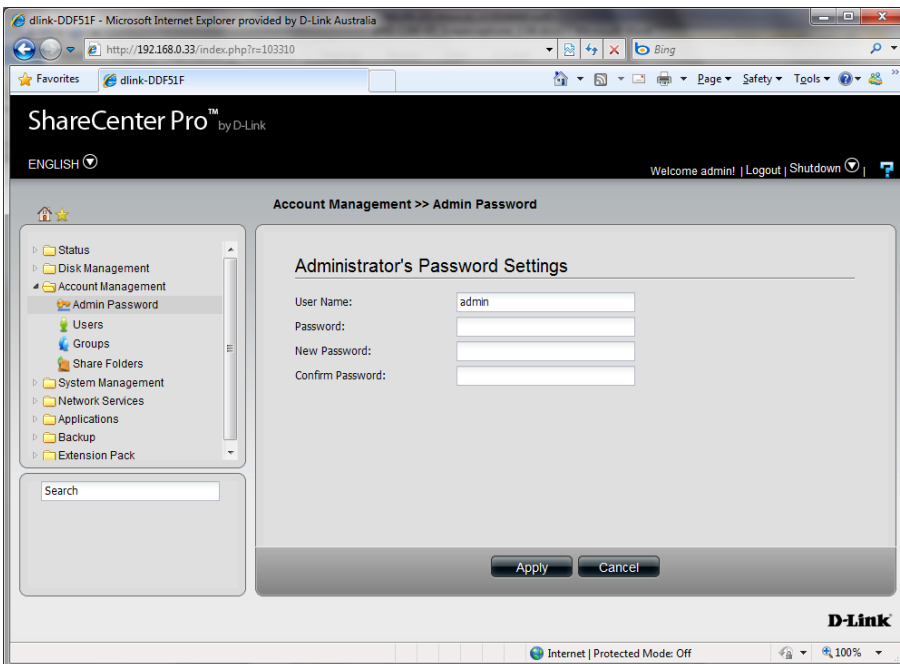 dlink-DDF51F - Microsoft Internet Explorer provided by D-Link Australia
http://192.168.0.33/index.php?r=103310
Bing
Favorites
dlink-DDF51F
Page Safety Tools
ShareCenter Pro™ by D-Link
ENGLISH
Welcome admin! | Logout | Shutdown |
Account Management >> Admin Password
Status
Disk Management
Account Management
Admin Password
Users
Groups
Share Folders
System Management
Network Services
Applications
Backup
Extension Pack
Search
Administrator's Password Settings
User Name: admin
Password:
New Password:
Confirm Password:
Apply Cancel
D-Link
Internet | Protected Mode: Off 100%